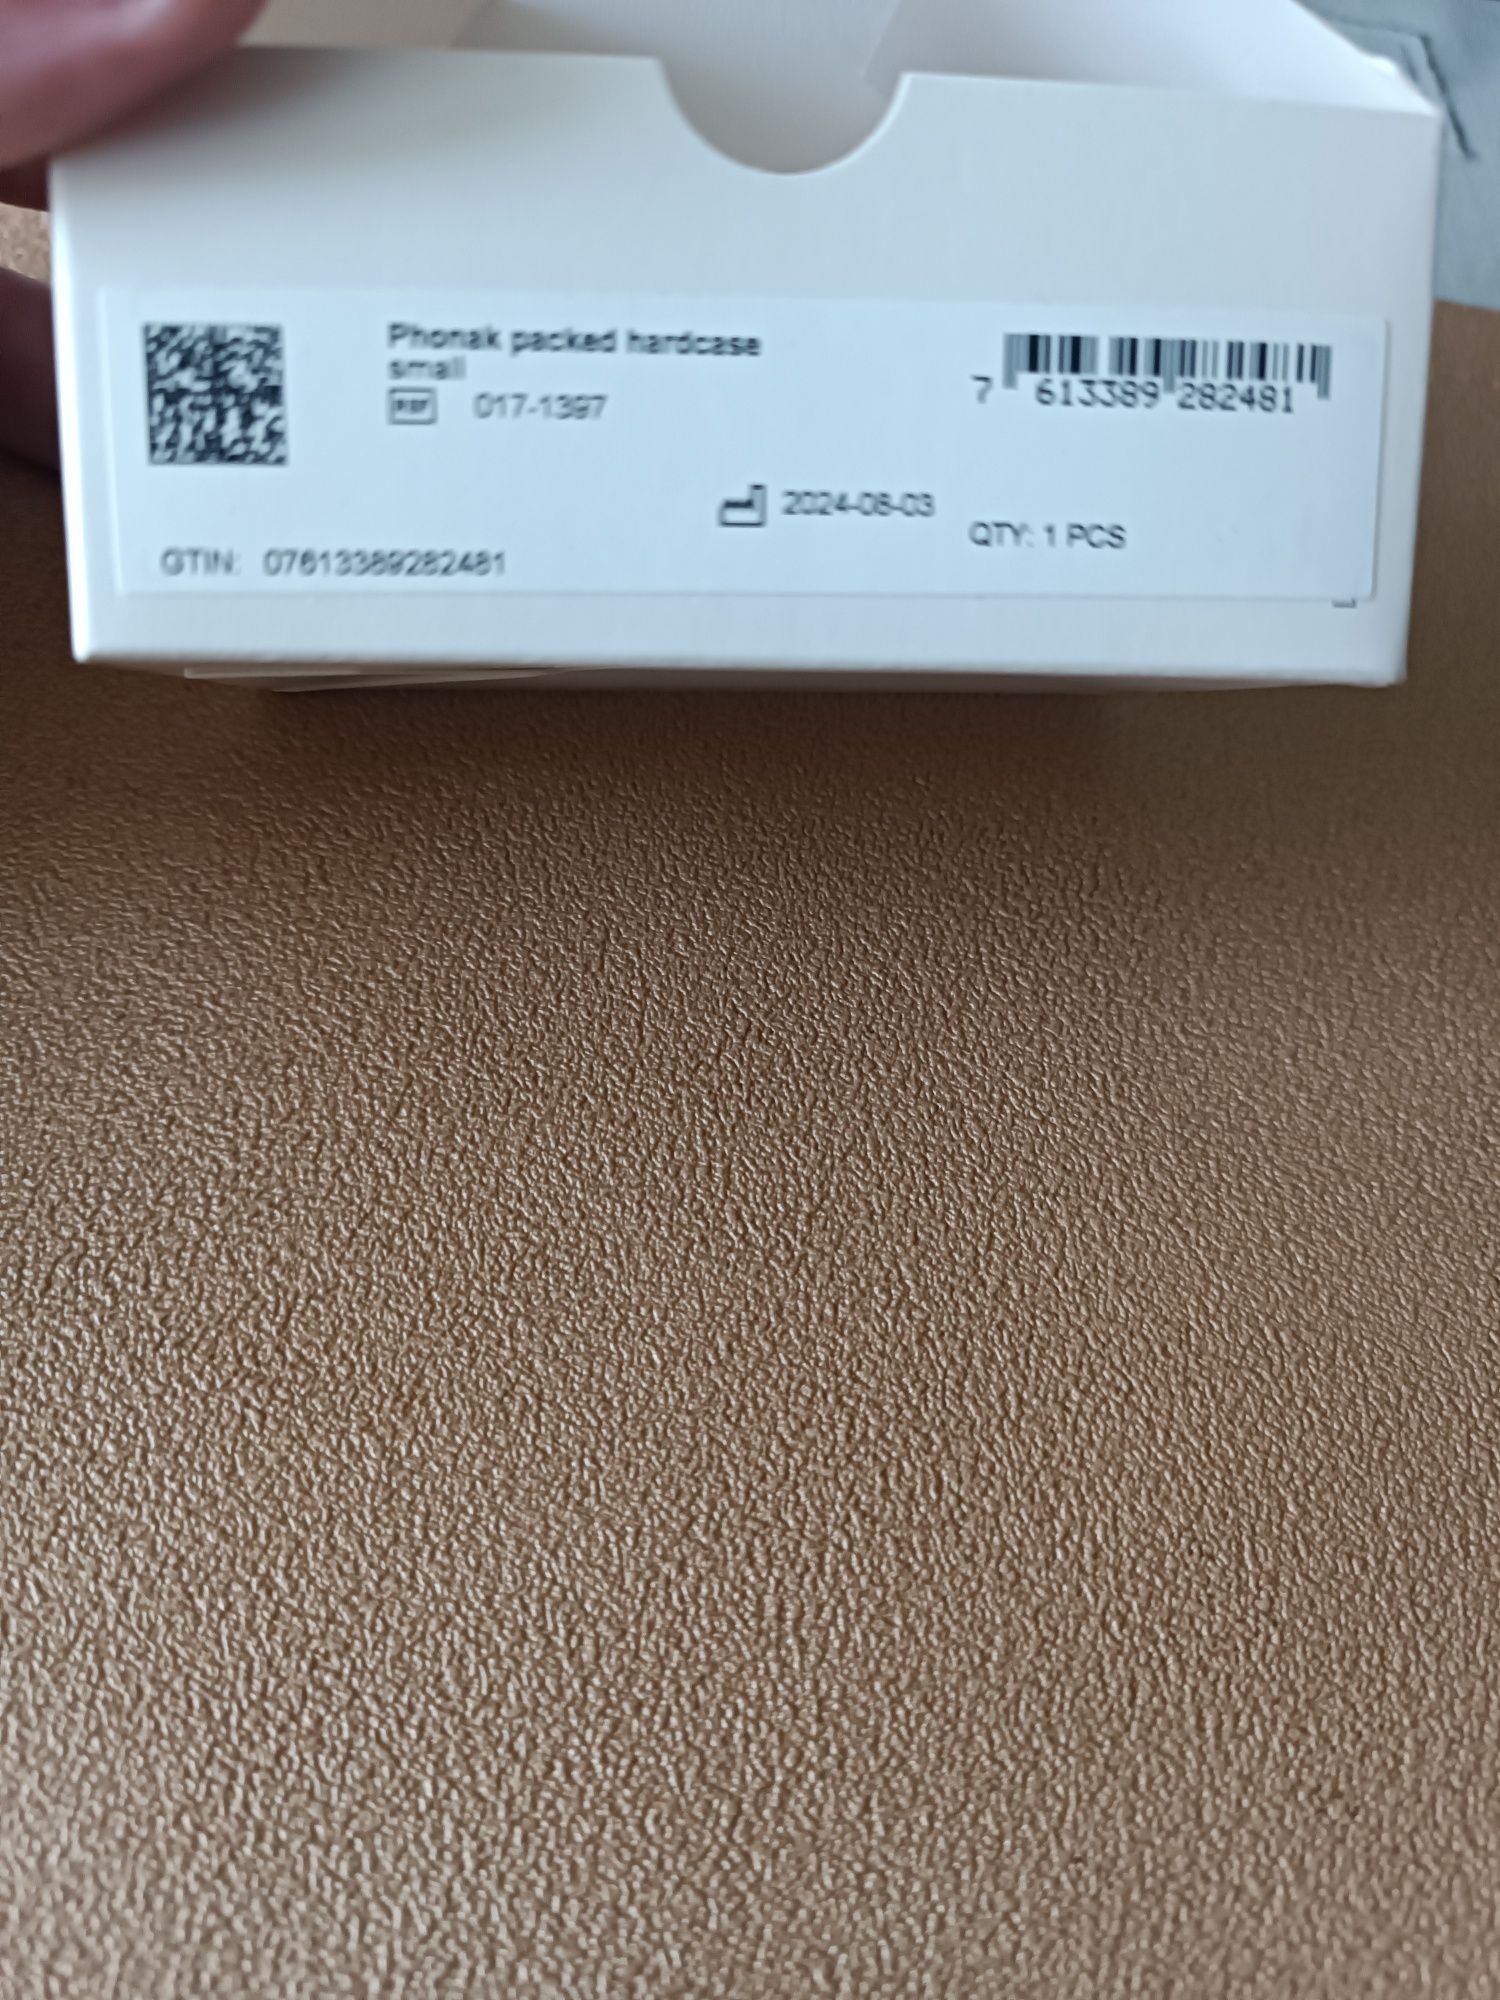 Phonak packed hardcase
small
REF 017-1397
7 613389 282481
2024-08-03
QTY: 1 PCS
GTIN: 07613389282481